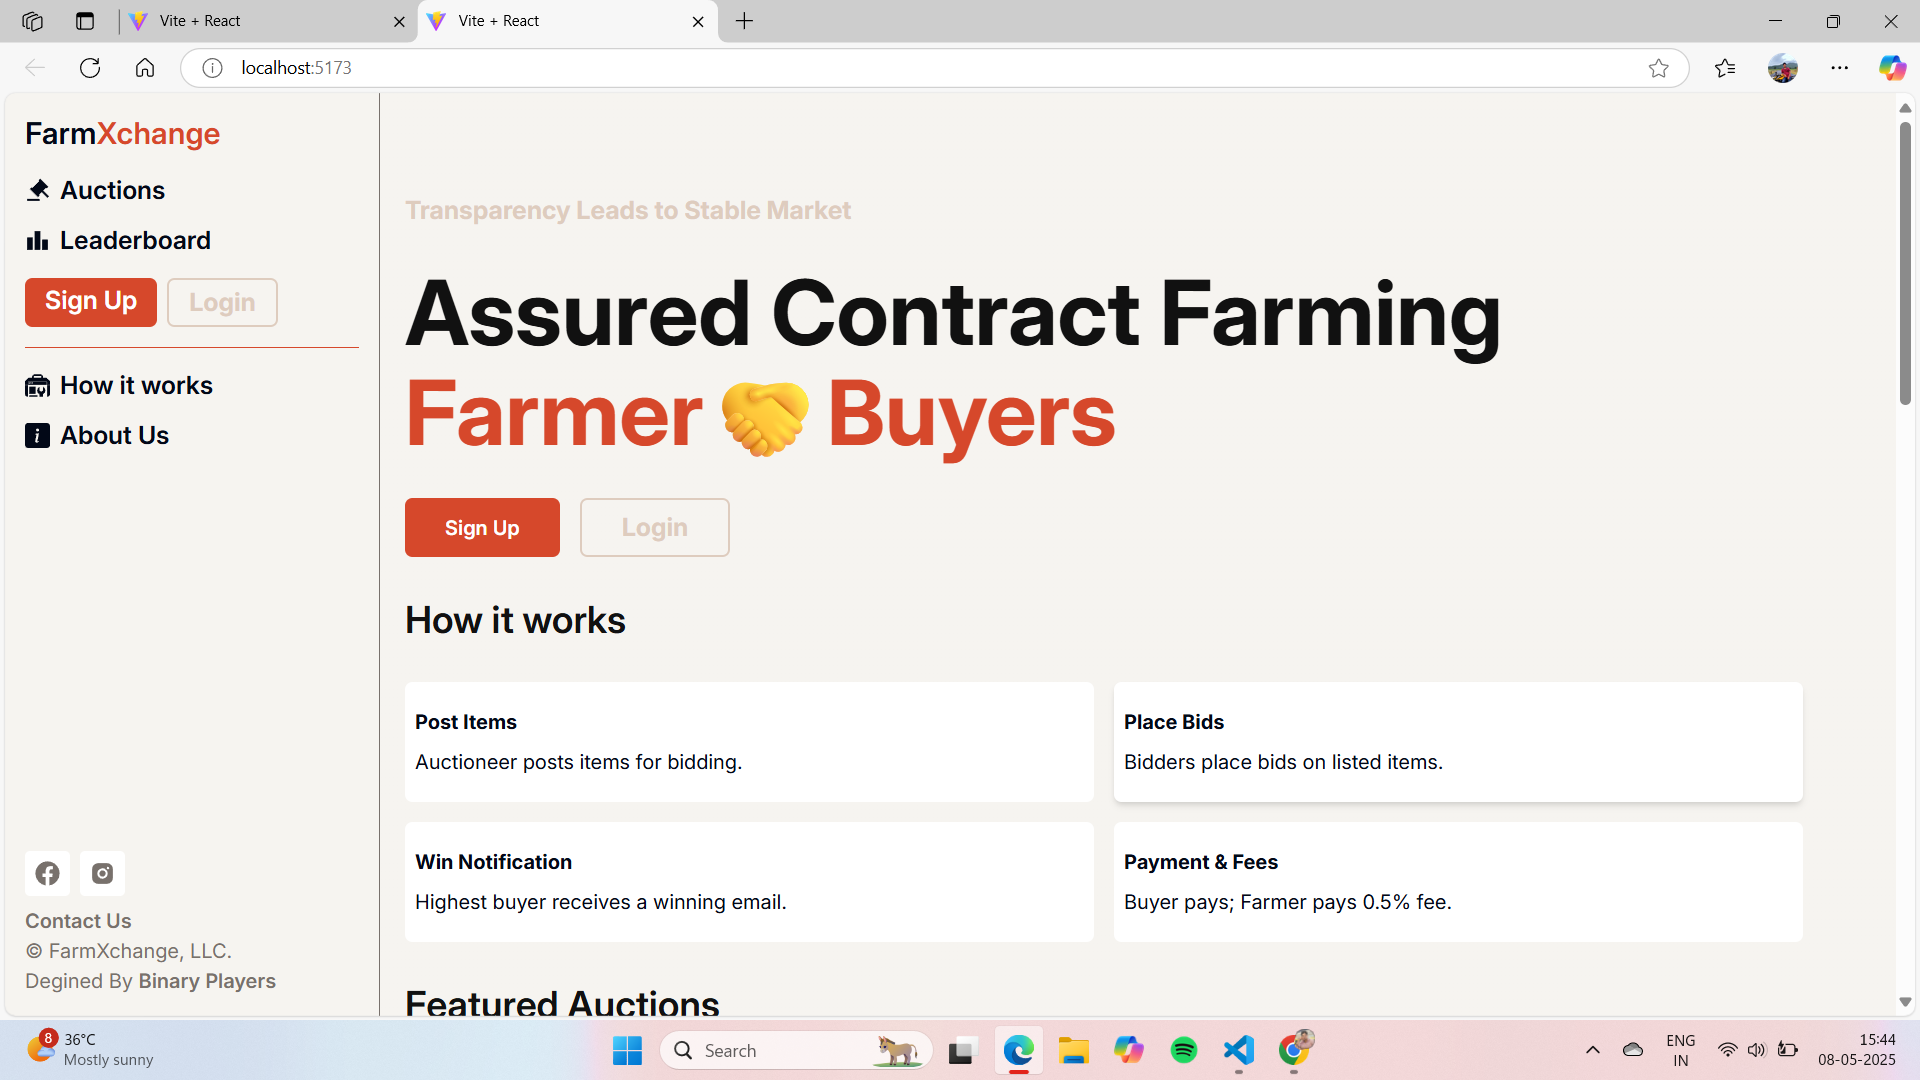 Vite + React
Vite + React
localhost:5173
FarmXchange
Auctions
Leaderboard
Sign Up
Login
How it works
About Us
Contact Us
© FarmXchange, LLC.
Degined By Binary Players
Transparency Leads to Stable Market
Assured Contract Farming
Farmer 🤝 Buyers
Sign Up
Login
How it works
Post Items
Auctioneer posts items for bidding.
Place Bids
Bidders place bids on listed items.
Win Notification
Highest buyer receives a winning email.
Payment & Fees
Buyer pays; Farmer pays 0.5% fee.
Featured Auctions
8
36°C
Mostly sunny
Search
ENG
IN
15:44
08-05-2025